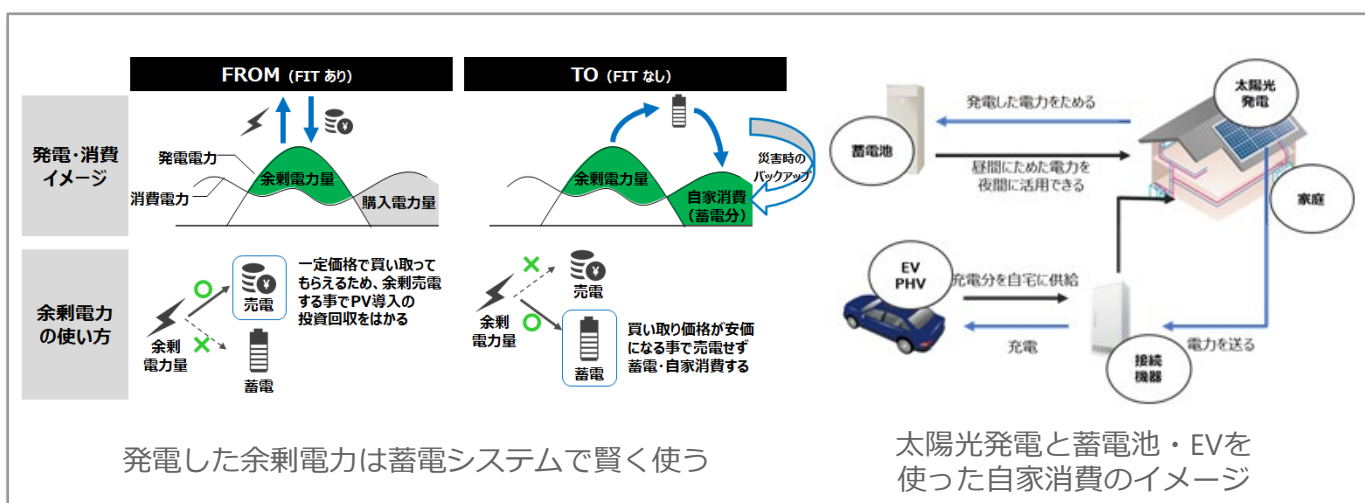 FROM (FIT あり)
TO (FIT なし)
発電・消費
イメージ
発電電力
消費電力
余剰電力量
購入電力量
余剰電力量
自家消費
(蓄電分)
災害時の
バックアップ
余剰電力
の使い方
余剰
電力量
売電
蓄電
一定価格で買い取って
もらえるため、余剰売電
する事でPV導入の
投資回収をはかる
余剰
電力量
売電
蓄電
買い取り価格が安価
になる事で売電せず
蓄電・自家消費する
発電した余剰電力は蓄電システムで賢く使う
太陽光
発電
発電した電力をためる
蓄電池
昼間にためた電力を
夜間に活用できる
家庭
EV
PHV
充電分を自宅に供給
充電
接続
機器
電力を送る
太陽光発電と蓄電池・EVを
使った自家消費のイメージ